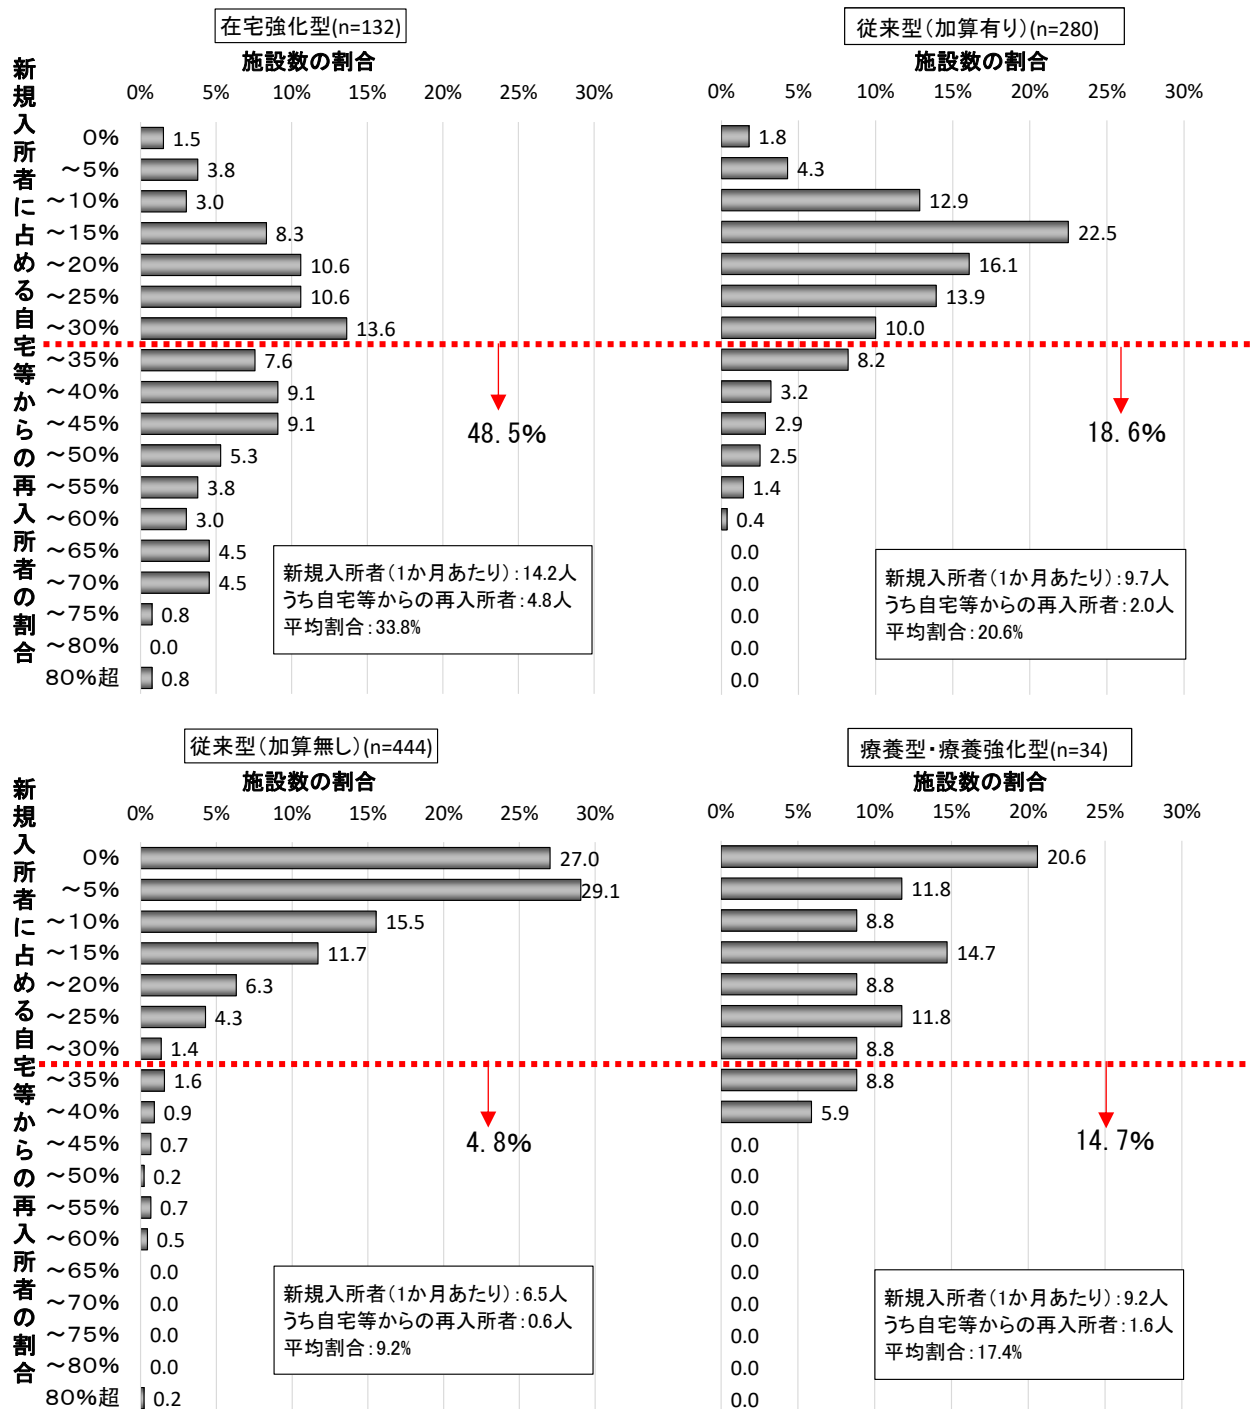 在宅強化型(n=132)
施設数の割合
0% 5% 10% 15% 20% 25% 30%
新規入所者に占める自宅等からの再入所者の割合
0% 1.5
～5% 3.8
～10% 3.0
～15% 8.3
～20% 10.6
～25% 10.6
～30% 13.6
～35% 7.6
～40% 9.1
～45% 9.1
～50% 5.3
～55% 3.8
～60% 3.0
～65% 4.5
～70% 4.5
～75% 0.8
～80% 0.0
80%超 0.8
48.5%
新規入所者(1か月あたり):14.2人
うち自宅等からの再入所者:4.8人
平均割合:33.8%
従来型(加算有り)(n=280)
施設数の割合
0% 5% 10% 15% 20% 25% 30%
1.8
4.3
12.9
22.5
16.1
13.9
10.0
8.2
3.2
2.9
2.5
1.4
0.4
0.0
0.0
0.0
0.0
0.0
18.6%
新規入所者(1か月あたり):9.7人
うち自宅等からの再入所者:2.0人
平均割合:20.6%
従来型(加算無し)(n=444)
施設数の割合
0% 5% 10% 15% 20% 25% 30%
新規入所者に占める自宅等からの再入所者の割合
0% 27.0
～5% 29.1
～10% 15.5
～15% 11.7
～20% 6.3
～25% 4.3
～30% 1.4
～35% 1.6
～40% 0.9
～45% 0.7
～50% 0.2
～55% 0.7
～60% 0.5
～65% 0.0
～70% 0.0
～75% 0.0
～80% 0.0
80%超 0.2
4.8%
新規入所者(1か月あたり):6.5人
うち自宅等からの再入所者:0.6人
平均割合:9.2%
療養型・療養強化型(n=34)
施設数の割合
0% 5% 10% 15% 20% 25% 30%
20.6
11.8
8.8
14.7
8.8
11.8
8.8
8.8
5.9
0.0
0.0
0.0
0.0
0.0
0.0
0.0
0.0
0.0
14.7%
新規入所者(1か月あたり):9.2人
うち自宅等からの再入所者:1.6人
平均割合:17.4%